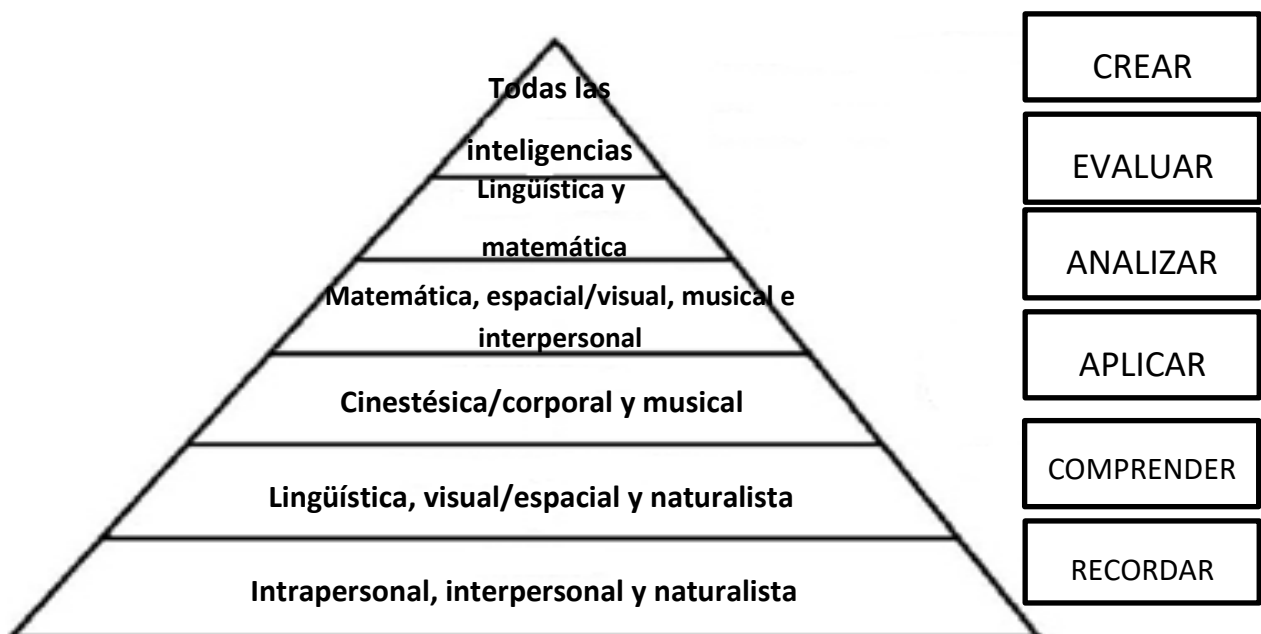 Todas las
inteligencias
Lingüística y
matemática
Matemática, espacial/visual, musical e
interpersonal
Cinestésica/corporal y musical
Lingüística, visual/espacial y naturalista
Intrapersonal, interpersonal y naturalista
CREAR
EVALUAR
ANALIZAR
APLICAR
COMPRENDER
RECORDAR